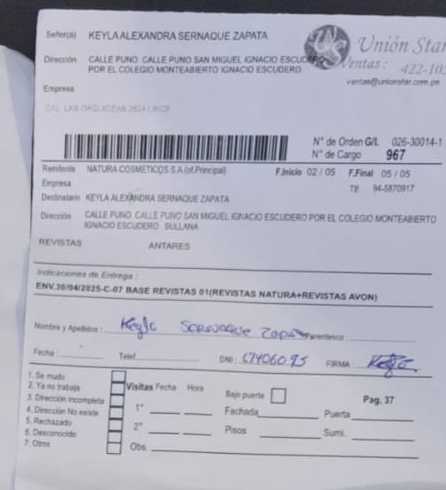 Señor(a) KEYLA ALEXANDRA SERNAQUE ZAPATA
Unión Star
Dirección CALLE PUNO CALLE PUNO SAN MIGUEL IGNACIO ESCUDERO
POR EL COLEGIO MONTEABIERTO IGNACIO ESCUDERO
Ventas: 422-103
ventas@unionstar.com.pe
Empresa
N° de Orden G/L 026-30014-1
N° de Cargo 967
Remitente NATURA COSMETICOS S.A (of.Principal) F.Inicio 02 / 05 F.Final 05 / 05
Empresa Tlf 94-5870917
Destinatario KEYLA ALEXANDRA SERNAQUE ZAPATA
Dirección CALLE PUNO CALLE PUNO SAN MIGUEL IGNACIO ESCUDERO POR EL COLEGIO MONTEABIERTO
IGNACIO ESCUDERO SULLANA
REVISTAS ANTARES
Indicaciones de Entrega :
ENV.30/04/2025-C-07 BASE REVISTAS 01(REVISTAS NATURA+REVISTAS AVON)
Nombre y Apellidos : Sernaque Zapata Parentesco
Fecha : Telef DNI : FIRMA
1. Se mudo
2. Ya no trabaja Visitas Fecha Hora Bajo puerta Pag. 37
3. Dirección incompleta
4. Dirección No existe 1° Fachada Puerta
5. Rechazado
6. Desconocido 2° Pisos Sumi.
7. Otros Obs.